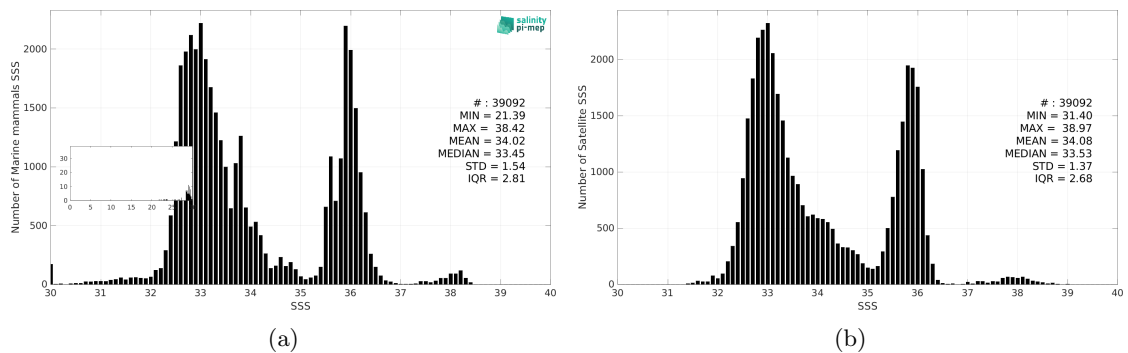 salinity
pi-mep
Number of Marine mammals SSS
2000
1500
1000
500
0
# : 39092
MIN = 21.39
MAX = 38.42
MEAN = 34.02
MEDIAN = 33.45
STD = 1.54
IQR = 2.81
30
20
10
0
0 5 10 15 20 25
30 31 32 33 34 35 36 37 38 39 40
SSS
(a)
Number of Satellite SSS
2000
1500
1000
500
0
# : 39092
MIN = 31.40
MAX = 38.97
MEAN = 34.08
MEDIAN = 33.53
STD = 1.37
IQR = 2.68
30 31 32 33 34 35 36 37 38 39 40
SSS
(b)